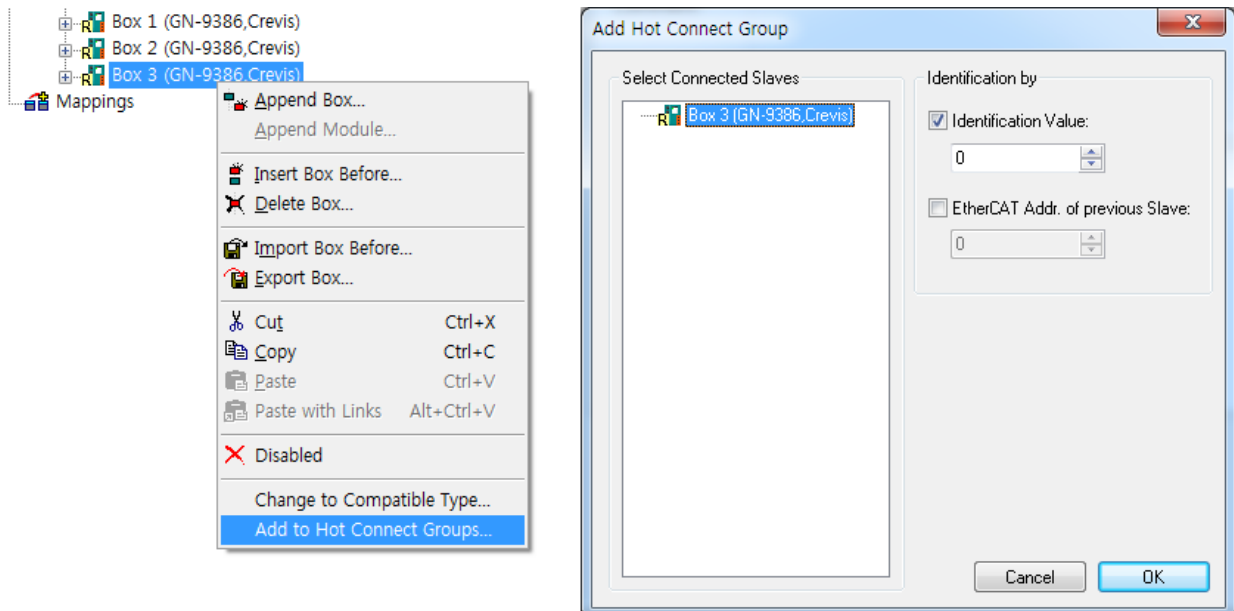 Box 1 (GN-9386,Crevis)
Box 2 (GN-9386,Crevis)
Box 3 (GN-9386,Crevis)
Mappings
Append Box...
Append Module...
Insert Box Before...
Delete Box...
Import Box Before...
Export Box...
Cut Ctrl+X
Copy Ctrl+C
Paste Ctrl+V
Paste with Links Alt+Ctrl+V
Disabled
Change to Compatible Type...
Add to Hot Connect Groups...
Add Hot Connect Group
Select Connected Slaves
Box 3 (GN-9386,Crevis)
Identification by
Identification Value:
0
EtherCAT Addr. of previous Slave:
0
Cancel OK